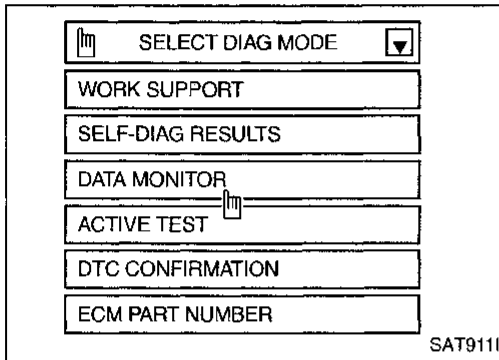 SELECT DIAG MODE
WORK SUPPORT
SELF-DIAG RESULTS
DATA MONITOR
ACTIVE TEST
DTC CONFIRMATION
ECM PART NUMBER
SAT911I